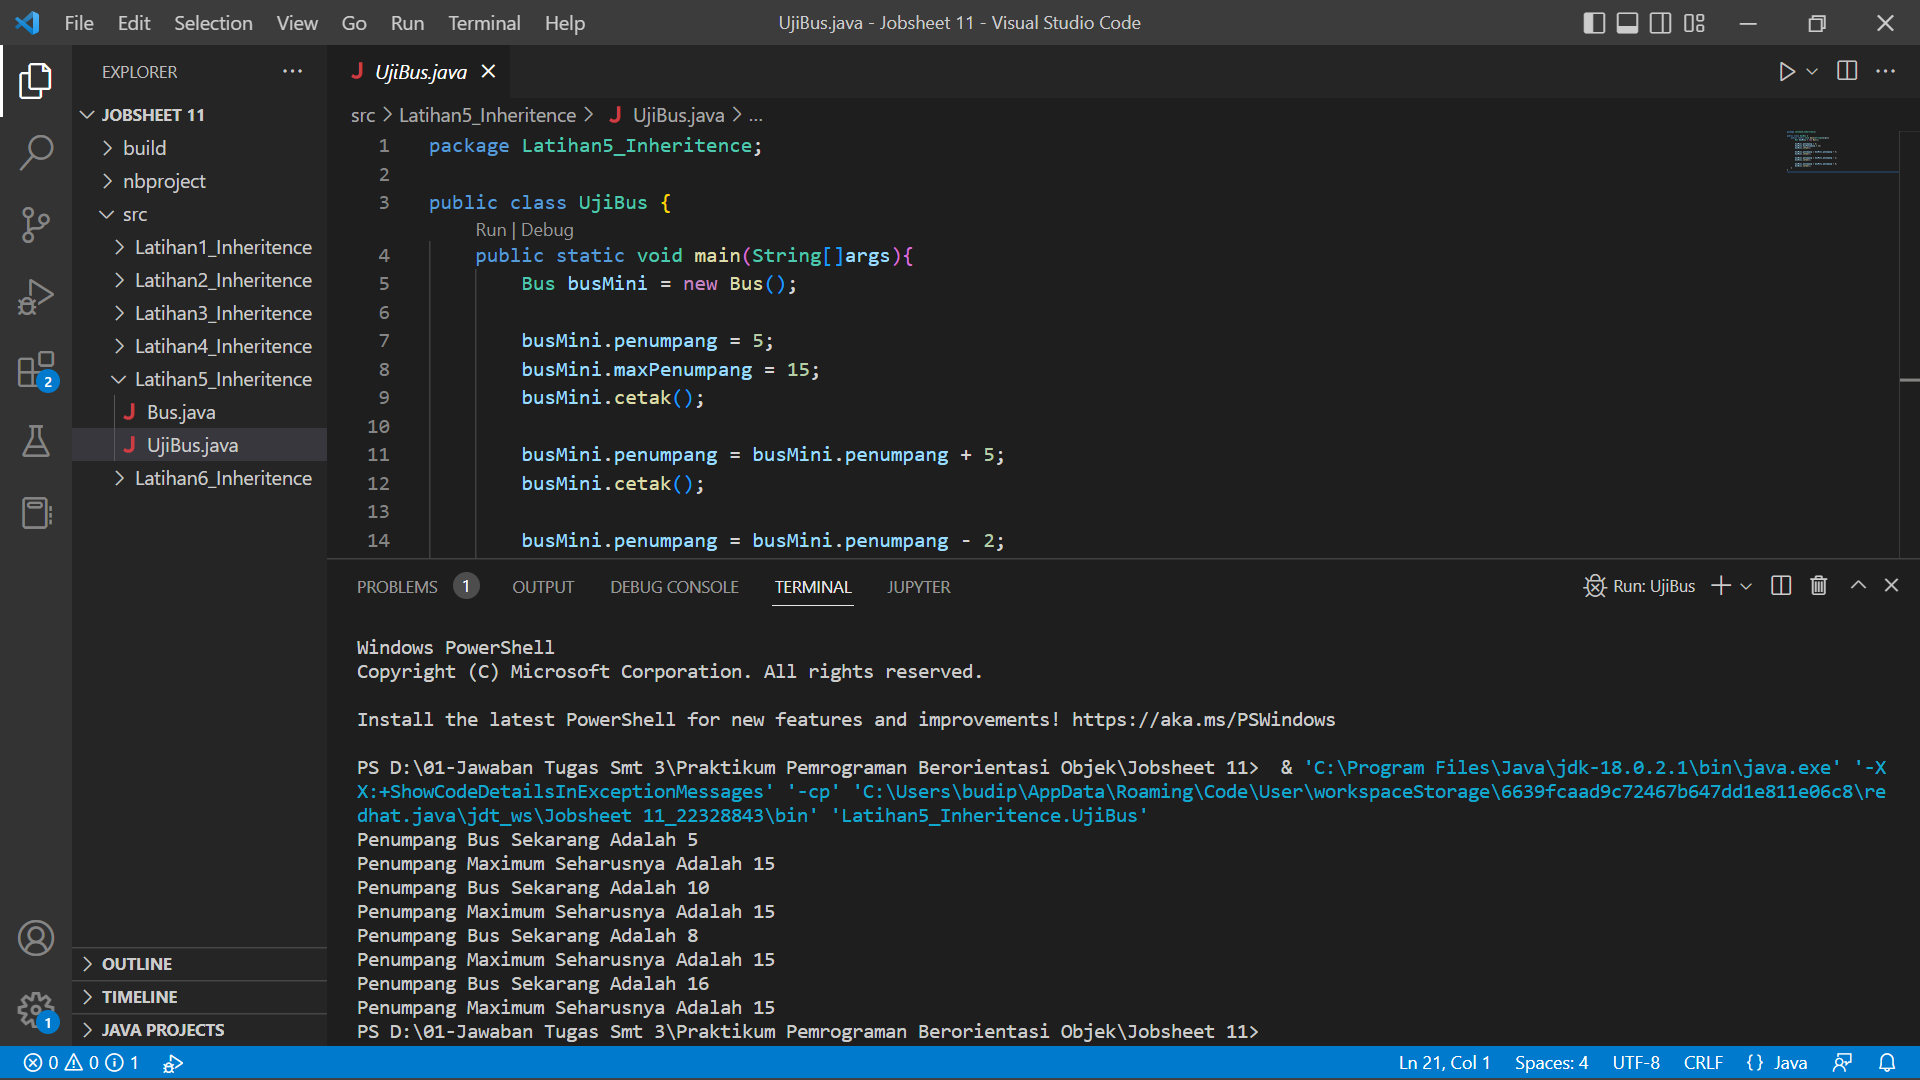 File Edit Selection View Go Run Terminal Help
UjiBus.java - Jobsheet 11 - Visual Studio Code
EXPLORER
JOBSHEET 11
build
nbproject
src
Latihan1_Inheritence
Latihan2_Inheritence
Latihan3_Inheritence
Latihan4_Inheritence
Latihan5_Inheritence
J Bus.java
J UjiBus.java
Latihan6_Inheritence
OUTLINE
TIMELINE
JAVA PROJECTS
2
1
J UjiBus.java
src > Latihan5_Inheritence > J UjiBus.java > ...
1 package Latihan5_Inheritence;
2
3 public class UjiBus {
Run | Debug
4 public static void main(String[]args){
5 Bus busMini = new Bus();
6
7 busMini.penumpang = 5;
8 busMini.maxPenumpang = 15;
9 busMini.cetak();
10
11 busMini.penumpang = busMini.penumpang + 5;
12 busMini.cetak();
13
14 busMini.penumpang = busMini.penumpang - 2;
PROBLEMS 1 OUTPUT DEBUG CONSOLE TERMINAL JUPYTER
Run: UjiBus
Windows PowerShell
Copyright (C) Microsoft Corporation. All rights reserved.
Install the latest PowerShell for new features and improvements! https://aka.ms/PSWindows
PS D:\01-Jawaban Tugas Smt 3\Praktikum Pemrograman Berorientasi Objek\Jobsheet 11>  & 'C:\Program Files\Java\jdk-18.0.2.1\bin\java.exe' '-X
X:+ShowCodeDetailsInExceptionMessages' '-cp' 'C:\Users\budip\AppData\Roaming\Code\User\workspaceStorage\6639fcaad9c72467b647dd1e811e06c8\re
dhat.java\jdt_ws\Jobsheet 11_22328843\bin' 'Latihan5_Inheritence.UjiBus'
Penumpang Bus Sekarang Adalah 5
Penumpang Maximum Seharusnya Adalah 15
Penumpang Bus Sekarang Adalah 10
Penumpang Maximum Seharusnya Adalah 15
Penumpang Bus Sekarang Adalah 8
Penumpang Maximum Seharusnya Adalah 15
Penumpang Bus Sekarang Adalah 16
Penumpang Maximum Seharusnya Adalah 15
PS D:\01-Jawaban Tugas Smt 3\Praktikum Pemrograman Berorientasi Objek\Jobsheet 11>
0 0 1
Ln 21, Col 1 Spaces: 4 UTF-8 CRLF {} Java